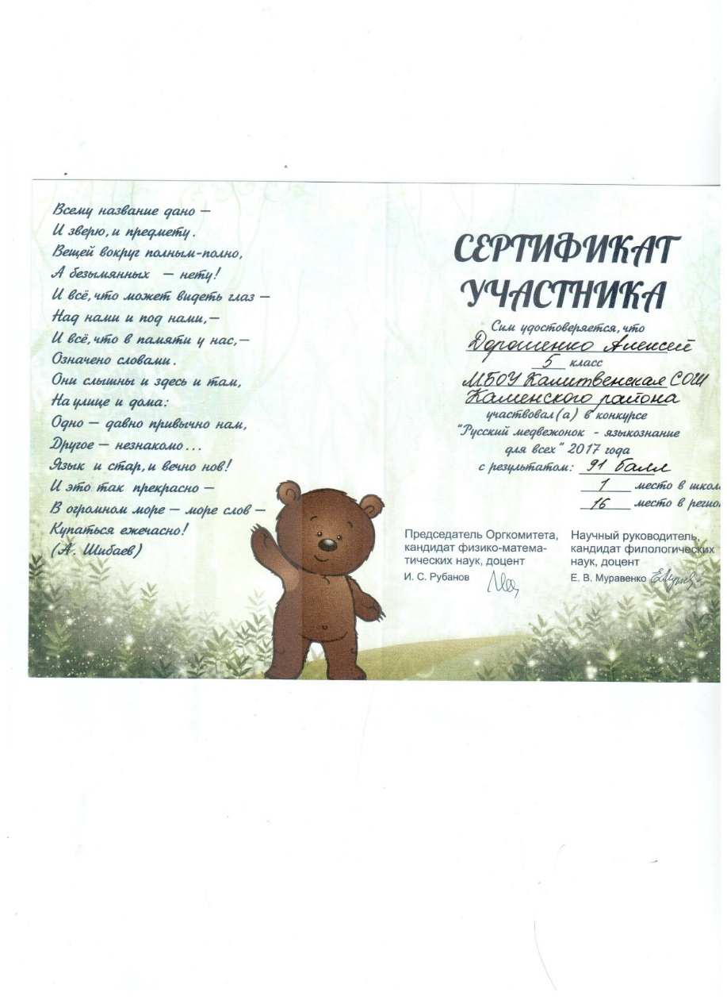 Всему название дано –
И зверю, и предмету.
Вещей вокруг полным-полно,
А безымянных – нету!
И всё, что может видеть глаз –
Над нами и под нами, –
И всё, что в памяти у нас, –
Означено словами.
Они слышны и здесь и там,
На улице и дома:
Одно – давно привычно нам,
Другое – незнакомо...
Язык и стар, и вечно нов!
И это так прекрасно –
В огромном море – море слов –
Купаться ежечасно!
(А. Шибаев)
СЕРТИФИКАТ
УЧАСТНИКА
Сим удостоверяется, что
Дорошенко Алексей
5 класс
МБОУ Калитвенская СОШ
Каменского района
участвовал(а) в конкурсе
"Русский медвежонок - языкознание
для всех" 2017 года
с результатом: 91 балл
1 место в школ
16 место в регио
Председатель Оргкомитета,
кандидат физико-матема-
тических наук, доцент
И. С. Рубанов
Научный руководитель,
кандидат филологических
наук, доцент
Е. В. Муравенко